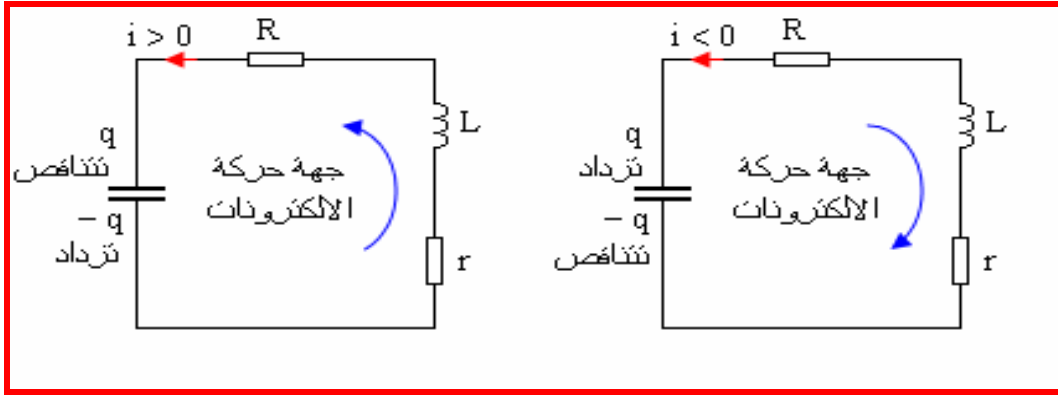 i > 0
R
L
q
تتناقص
– q
تزداد
جهة حركة
الالكترونات
r
i < 0
R
L
q
تزداد
– q
تتناقص
جهة حركة
الالكترونات
r